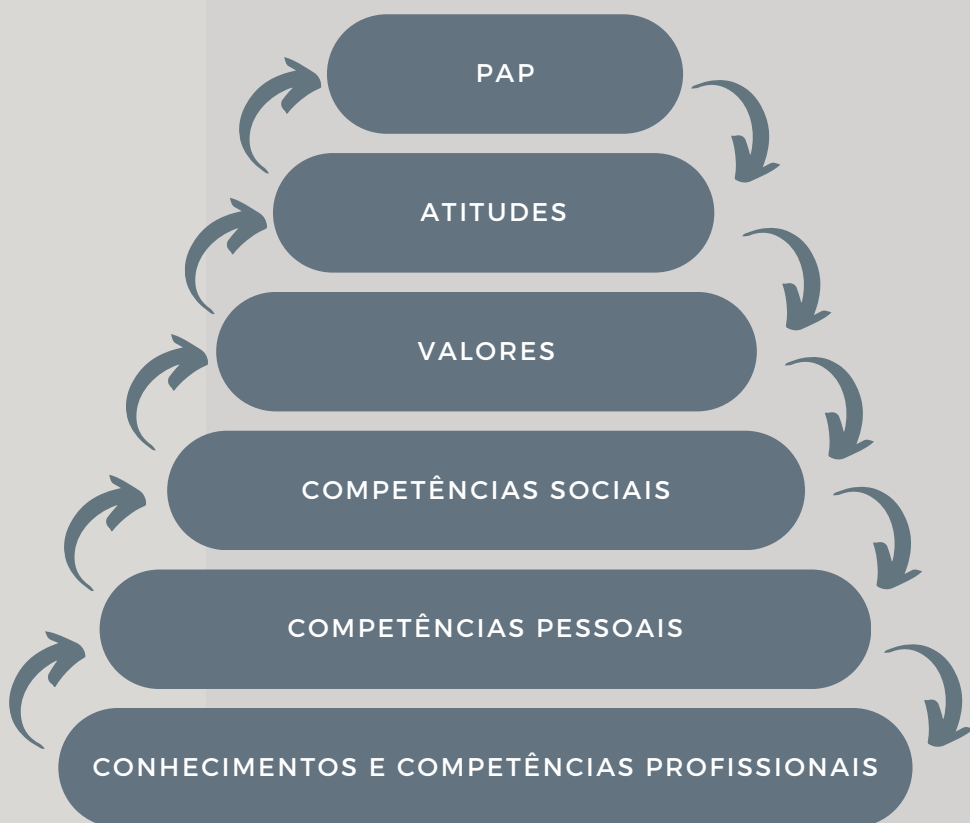 PAP
ATITUDES
VALORES
COMPETÊNCIAS SOCIAIS
COMPETÊNCIAS PESSOAIS
CONHECIMENTOS E COMPETÊNCIAS PROFISSIONAIS